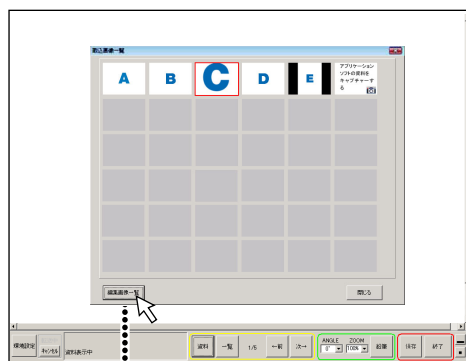 取込画像一覧
A
B
C
D
E
アプリケーション
ソフトの資料を
キャプチャーす
る
編集画像一覧
閉じる
環境設定
キャンセル
資料表示中
資料
一覧
1/5
←前
次→
ANGLE
0°
ZOOM
100%
鉛筆
保存
終了